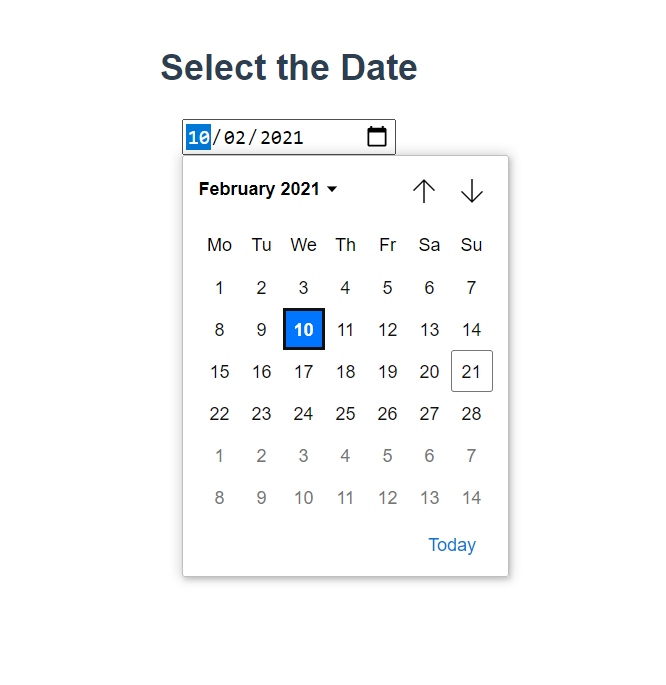 Select the Date
10/02/2021
February 2021
Mo Tu We Th Fr Sa Su
1 2 3 4 5 6 7
8 9 10 11 12 13 14
15 16 17 18 19 20 21
22 23 24 25 26 27 28
1 2 3 4 5 6 7
8 9 10 11 12 13 14
Today